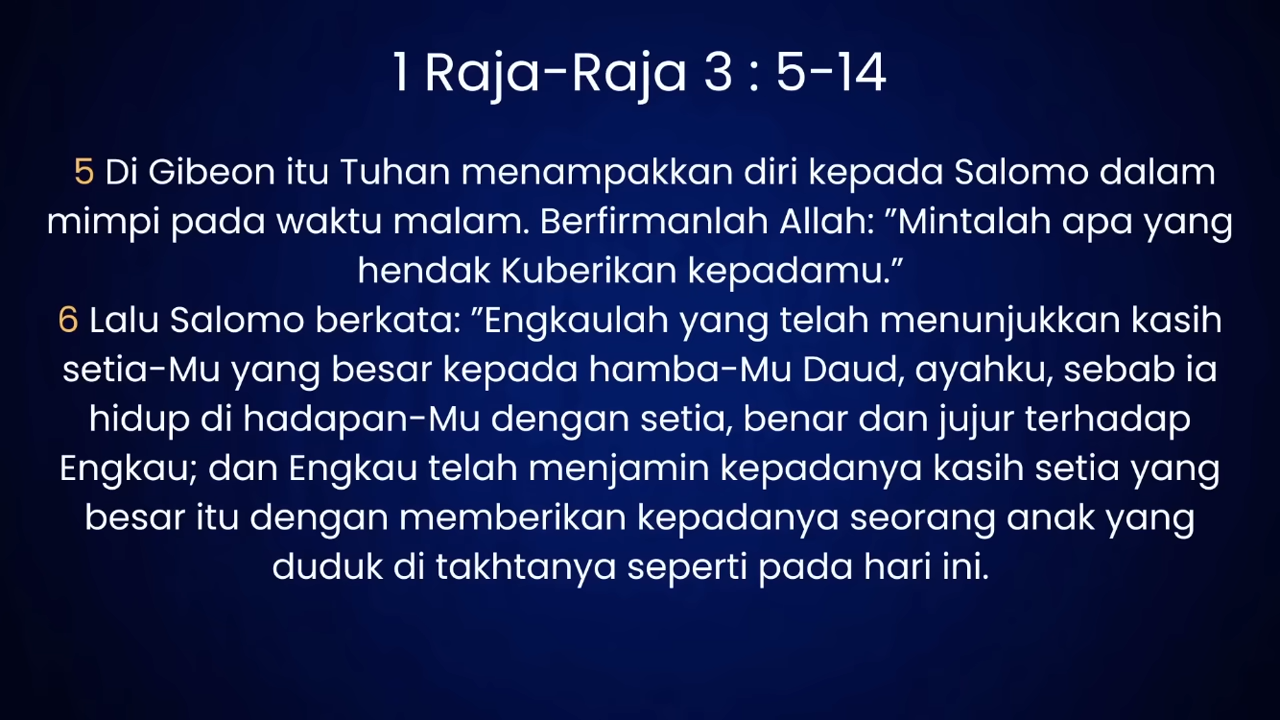 1 Raja-Raja 3 : 5-14
5 Di Gibeon itu Tuhan menampakkan diri kepada Salomo dalam
mimpi pada waktu malam. Berfirmanlah Allah: ”Mintalah apa yang
hendak Kuberikan kepadamu.”
6 Lalu Salomo berkata: ”Engkaulah yang telah menunjukkan kasih
setia-Mu yang besar kepada hamba-Mu Daud, ayahku, sebab ia
hidup di hadapan-Mu dengan setia, benar dan jujur terhadap
Engkau; dan Engkau telah menjamin kepadanya kasih setia yang
besar itu dengan memberikan kepadanya seorang anak yang
duduk di takhtanya seperti pada hari ini.